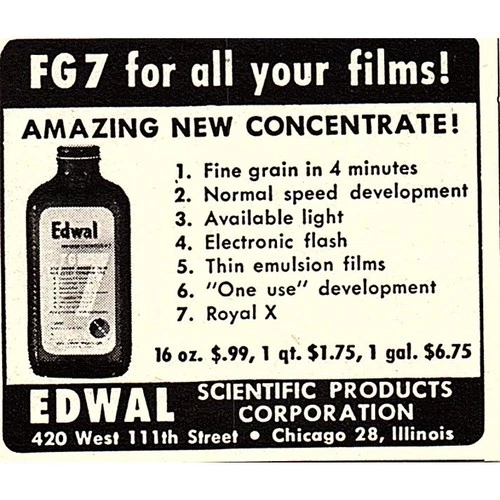 FG7 for all your films!
AMAZING NEW CONCENTRATE!
Edwal
FG
7
1. Fine grain in 4 minutes
2. Normal speed development
3. Available light
4. Electronic flash
5. Thin emulsion films
6. "One use" development
7. Royal X
16 oz. $.99, 1 qt. $1.75, 1 gal. $6.75
EDWAL SCIENTIFIC PRODUCTS CORPORATION
420 West 111th Street • Chicago 28, Illinois